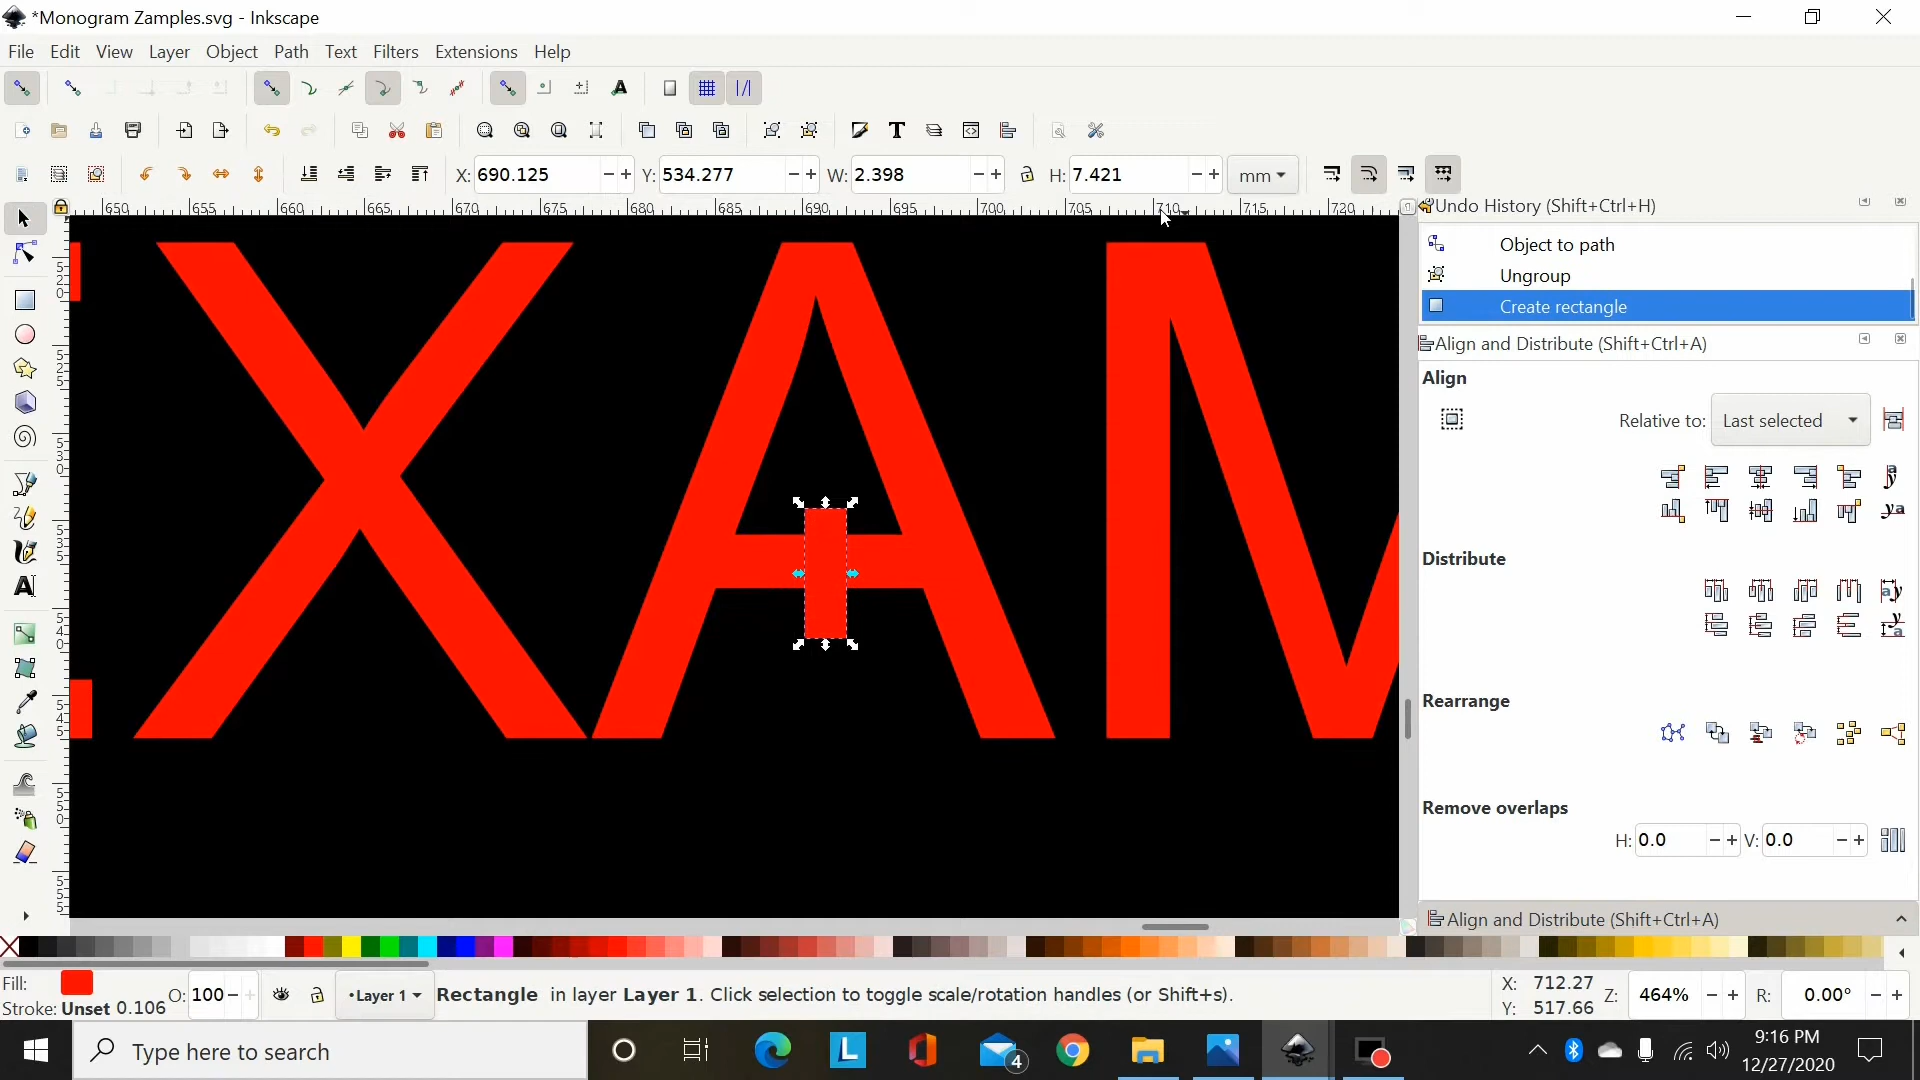 *Monogram Zamples.svg - Inkscape
File Edit View Layer Object Path Text Filters Extensions Help
X: 690.125 Y: 534.277 W: 2.398 H: 7.421 mm
650 655 660 665 670 675 680 685 690 695 700 705 710 715 720
Undo History (Shift+Ctrl+H)
Object to path
Ungroup
Create rectangle
Align and Distribute (Shift+Ctrl+A)
Align
Relative to: Last selected
Distribute
Rearrange
Remove overlaps
H: 0.0 V: 0.0
Align and Distribute (Shift+Ctrl+A)
XAM
Fill:
Stroke: Unset 0.106 O: 100 •Layer 1 Rectangle in layer Layer 1. Click selection to toggle scale/rotation handles (or Shift+s).
X: 712.27
Y: 517.66
Z: 464% R: 0.00°
Type here to search
4
9:16 PM
12/27/2020